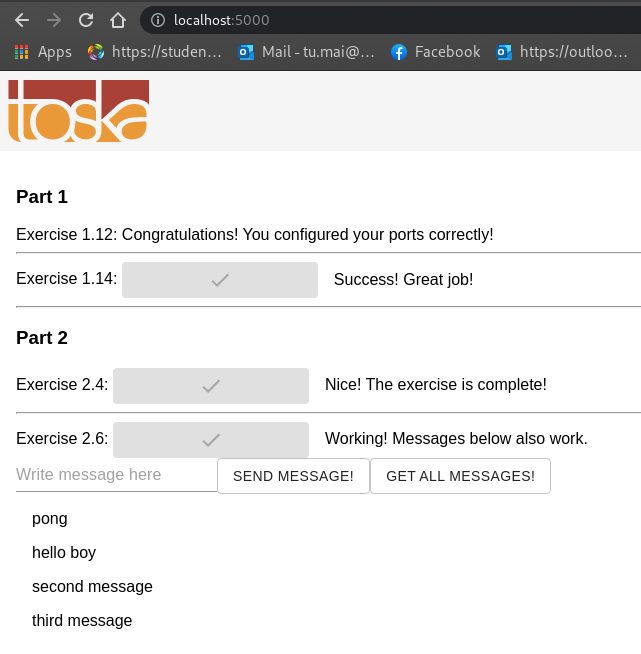 localhost:5000
Apps https://studen... Mail - tu.mai@... Facebook https://outloo...
toska
Part 1
Exercise 1.12: Congratulations! You configured your ports correctly!
Exercise 1.14: Success! Great job!
Part 2
Exercise 2.4: Nice! The exercise is complete!
Exercise 2.6: Working! Messages below also work.
Write message here SEND MESSAGE! GET ALL MESSAGES!
pong
hello boy
second message
third message